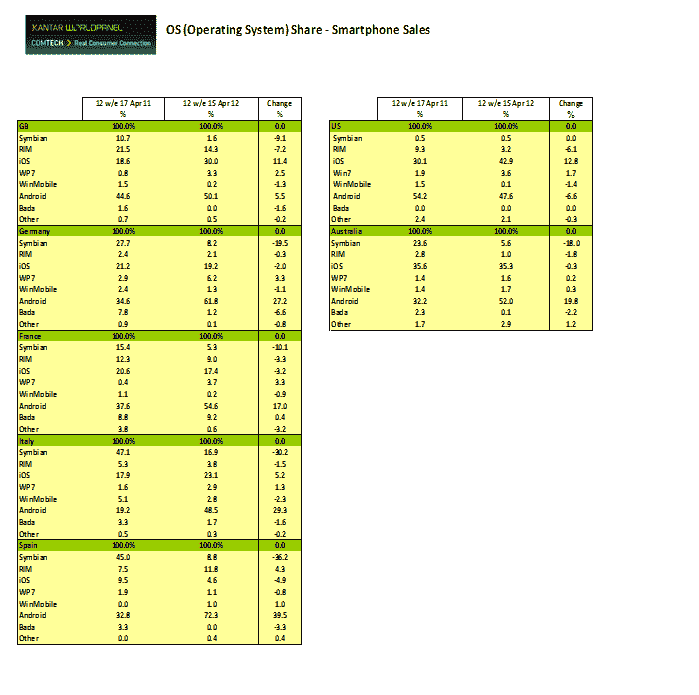 KANTAR WORLDPANEL
COMTECH > Real Consumer Connection
OS (Operating System) Share - Smartphone Sales
12 w/e 17 Apr 11 12 w/e 15 Apr 12 Change
% % %
GB 100.0% 100.0% 0.0
Symbian 10.7 1.6 -9.1
RIM 21.5 14.3 -7.2
iOS 18.6 30.0 11.4
WP7 0.8 3.3 2.5
WinMobile 1.5 0.2 -1.3
Android 44.6 50.1 5.5
Bada 1.6 0.0 -1.6
Other 0.7 0.5 -0.2
Germany 100.0% 100.0% 0.0
Symbian 27.7 8.2 -19.5
RIM 2.4 2.1 -0.3
iOS 21.2 19.2 -2.0
WP7 2.9 6.2 3.3
WinMobile 2.4 1.3 -1.1
Android 34.6 61.8 27.2
Bada 7.8 1.2 -6.6
Other 0.9 0.1 -0.8
France 100.0% 100.0% 0.0
Symbian 15.4 5.3 -10.1
RIM 12.3 9.0 -3.3
iOS 20.6 17.4 -3.2
WP7 0.4 3.7 3.3
WinMobile 1.1 0.2 -0.9
Android 37.6 54.6 17.0
Bada 8.8 9.2 0.4
Other 3.8 0.6 -3.2
Italy 100.0% 100.0% 0.0
Symbian 47.1 16.9 -30.2
RIM 5.3 3.8 -1.5
iOS 17.9 23.1 5.2
WP7 1.6 2.9 1.3
WinMobile 5.1 2.8 -2.3
Android 19.2 48.5 29.3
Bada 3.3 1.7 -1.6
Other 0.5 0.3 -0.2
Spain 100.0% 100.0% 0.0
Symbian 45.0 8.8 -36.2
RIM 7.5 11.8 4.3
iOS 9.5 4.6 -4.9
WP7 1.9 1.1 -0.8
WinMobile 0.0 1.0 1.0
Android 32.8 72.3 39.5
Bada 3.3 0.0 -3.3
Other 0.0 0.4 0.4
12 w/e 17 Apr 11 12 w/e 15 Apr 12 Change
% % %
US 100.0% 100.0% 0.0
Symbian 0.5 0.5 0.0
RIM 9.3 3.2 -6.1
iOS 30.1 42.9 12.8
Win7 1.9 3.6 1.7
WinMobile 1.5 0.1 -1.4
Android 54.2 47.6 -6.6
Bada 0.0 0.0 0.0
Other 2.4 2.1 -0.3
Australia 100.0% 100.0% 0.0
Symbian 23.6 5.6 -18.0
RIM 2.8 1.0 -1.8
iOS 35.6 35.3 -0.3
WP7 1.4 1.6 0.2
WinMobile 1.4 1.7 0.3
Android 32.2 52.0 19.8
Bada 2.3 0.1 -2.2
Other 1.7 2.9 1.2